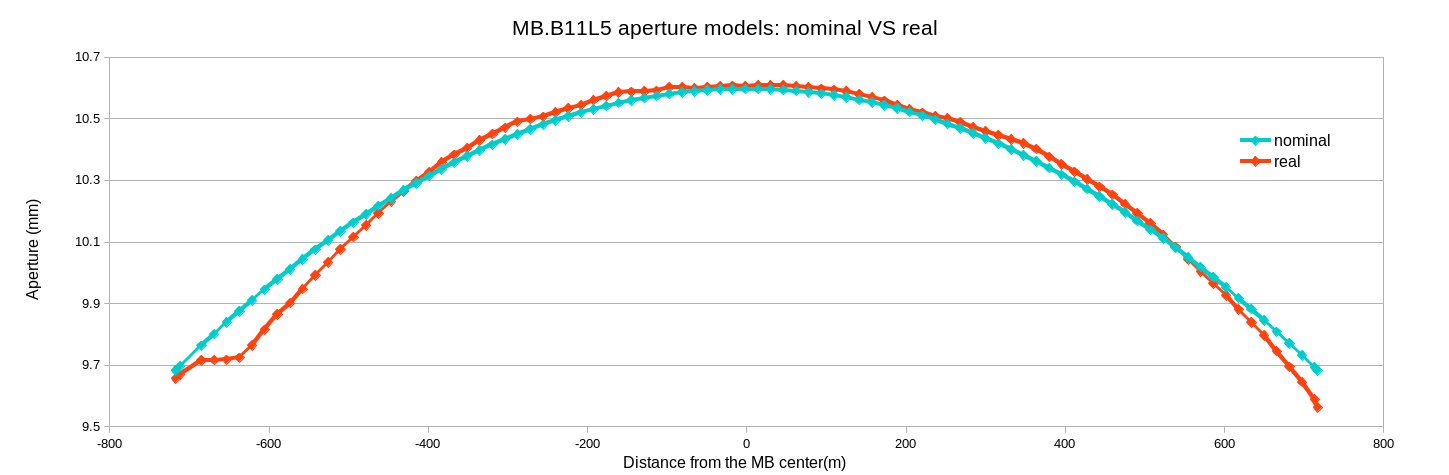 MB.B11L5 aperture models: nominal VS real
10.7
10.5
10.3
10.1
9.9
9.7
9.5
Aperture (mm)
nominal
real
-800 -600 -400 -200 0 200 400 600 800
Distance from the MB center(m)